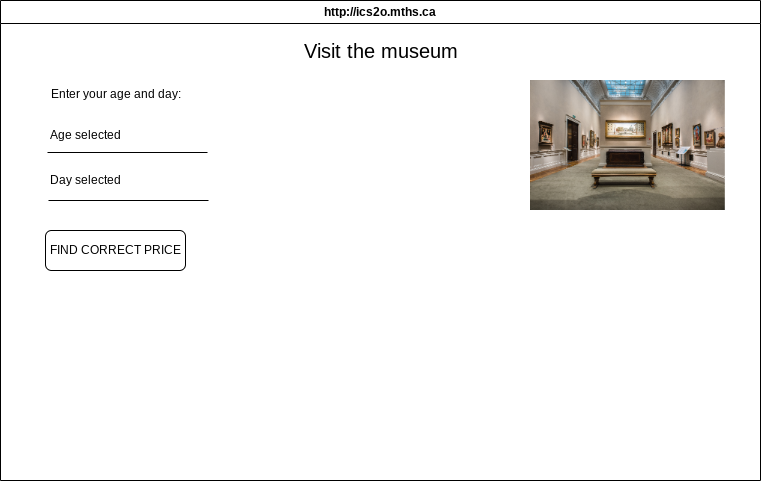 http://ics2o.mths.ca
Visit the museum
Enter your age and day:
Age selected
Day selected
FIND CORRECT PRICE